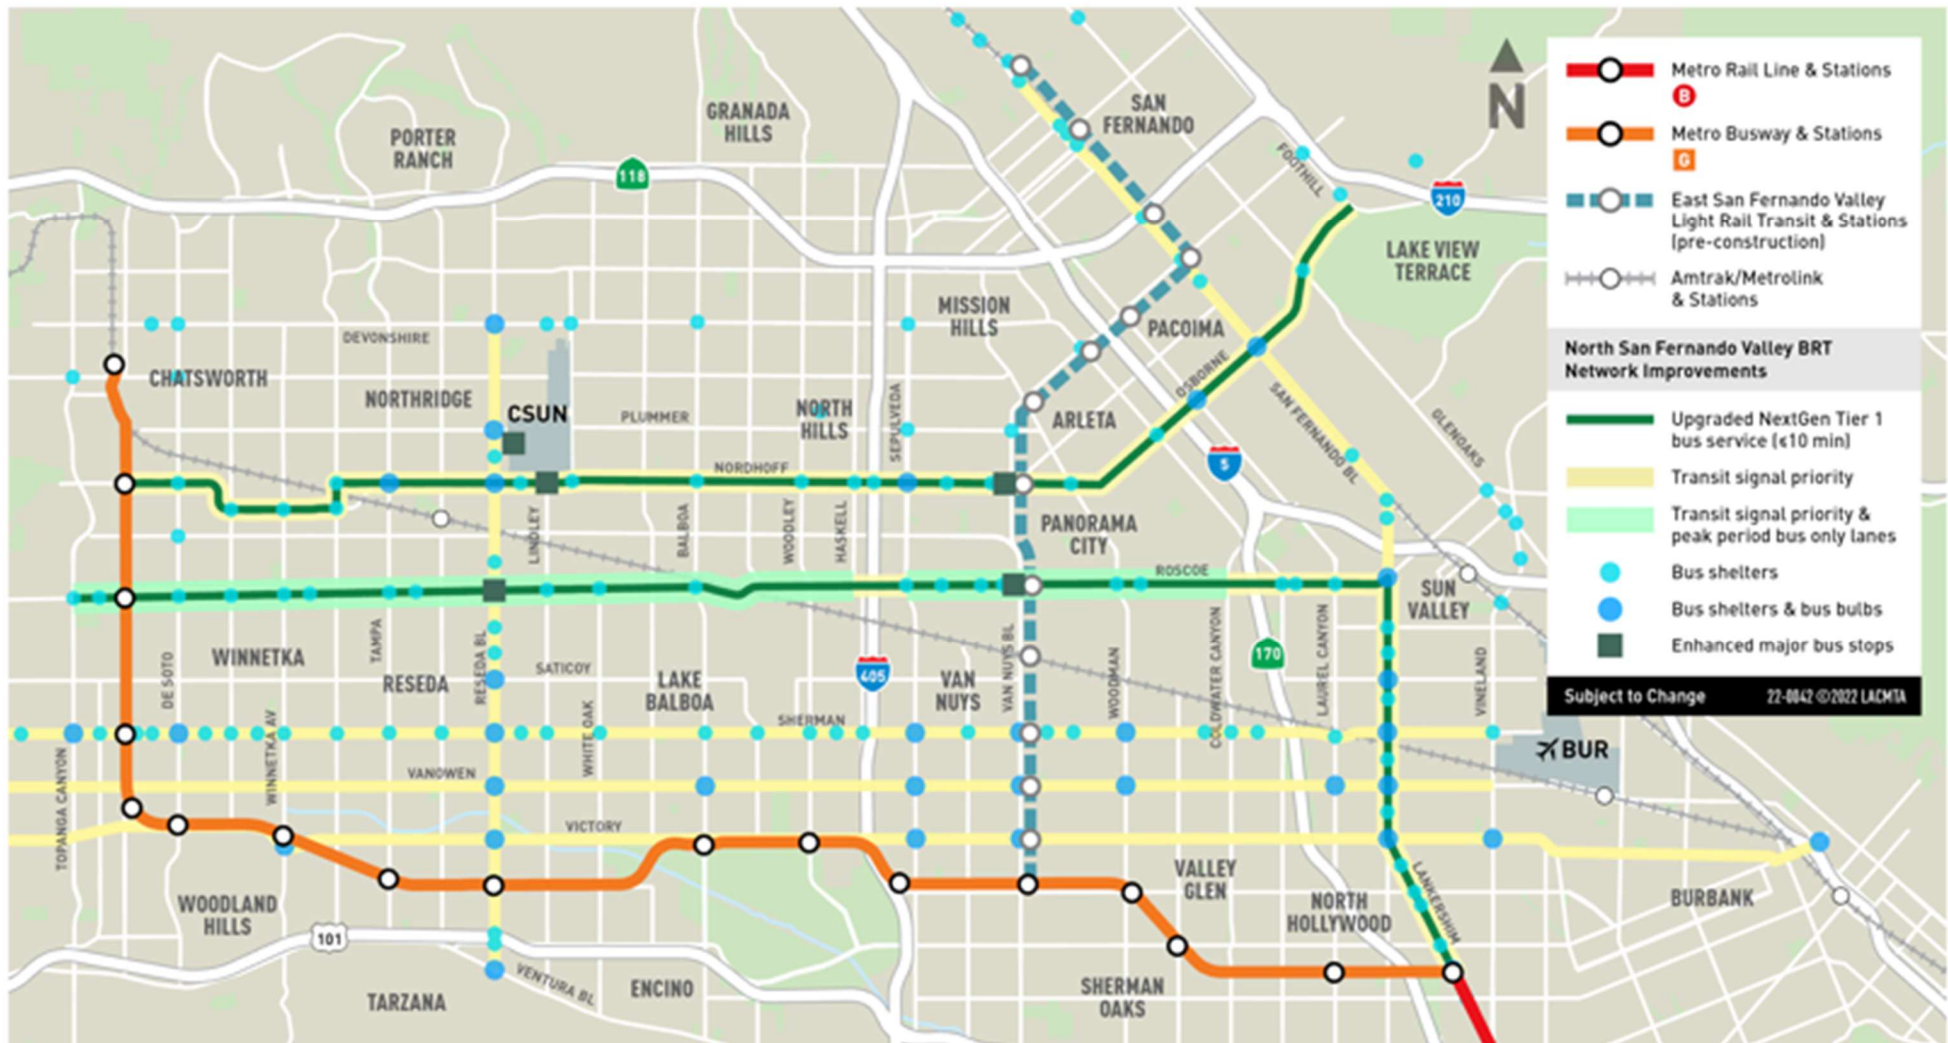 SAN
FERNANDO
GRANADA
HILLS
PORTER
RANCH
118
FOOTHILL
210
LAKE VIEW
TERRACE
MISSION
HILLS
PACOIMA
DEVONSHIRE
CHATSWORTH
NORTHRIDGE
CSUN
PLUMMER
NORTH
HILLS
SEPULVEDA
ARLETA
OSBORNE
SAN FERNANDO BL
GLENOAKS
5
NORDHOFF
LINDLEY
BALBOA
WOODLEY
HASKELL
PANORAMA
CITY
ROSCOE
SUN
VALLEY
WINNETKA
TAMPA
RESEDA
RESEDA BL
SATICOY
LAKE
BALBOA
405
VAN
NUYS
VAN NUYS BL
WOODMAN
COLDWATER CANYON
170
LAUREL CANYON
VINELAND
DE SOTO
WINNETKA AV
WHITE OAK
SHERMAN
BUR
TOPANGA CANYON
VANOWEN
VICTORY
WOODLAND
HILLS
101
VALLEY
GLEN
NORTH
HOLLYWOOD
LANKERSHIM
BURBANK
TARZANA
VENTURA BL
ENCINO
SHERMAN
OAKS
N
Metro Rail Line & Stations
B
Metro Busway & Stations
G
East San Fernando Valley
Light Rail Transit & Stations
(pre-construction)
Amtrak/Metrolink
& Stations
North San Fernando Valley BRT
Network Improvements
Upgraded NextGen Tier 1
bus service (≤10 min)
Transit signal priority
Transit signal priority &
peak period bus only lanes
Bus shelters
Bus shelters & bus bulbs
Enhanced major bus stops
Subject to Change 22-0042 ©2022 LACMTA